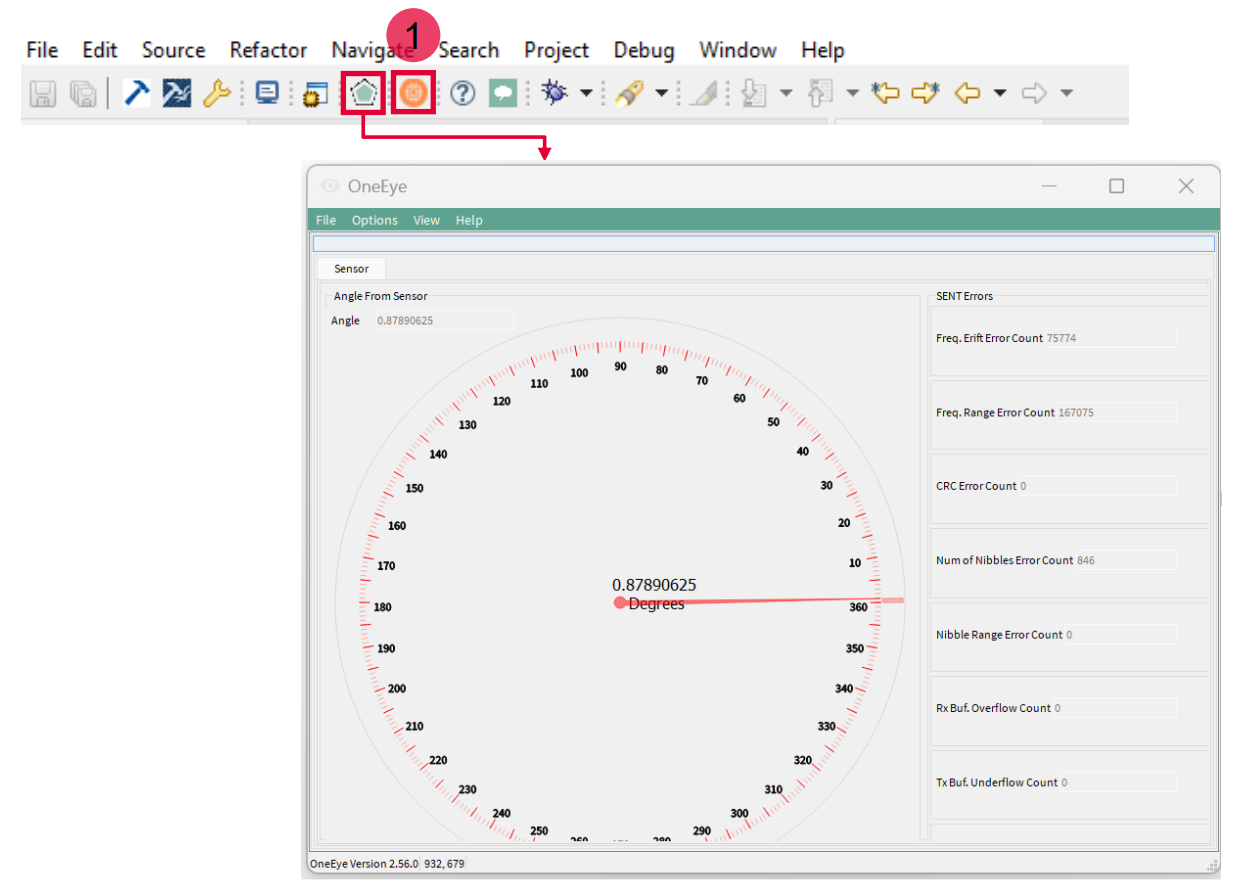 1
File Edit Source Refactor Navigate Search Project Debug Window Help
OneEye
File Options View Help
Sensor
Angle From Sensor
Angle 0.87890625
SENT Errors
Freq. Erift Error Count 75774
Freq. Range Error Count 167075
CRC Error Count 0
Num of Nibbles Error Count 846
Nibble Range Error Count 0
Rx Buf. Overflow Count 0
Tx Buf. Underflow Count 0
90
100
80
110
70
120
60
130
50
140
40
150
30
160
20
170
10
0.87890625
Degrees
180
360
190
350
200
340
210
330
220
320
230
310
240
300
250
290
260
280
OneEye Version 2.56.0 932, 679